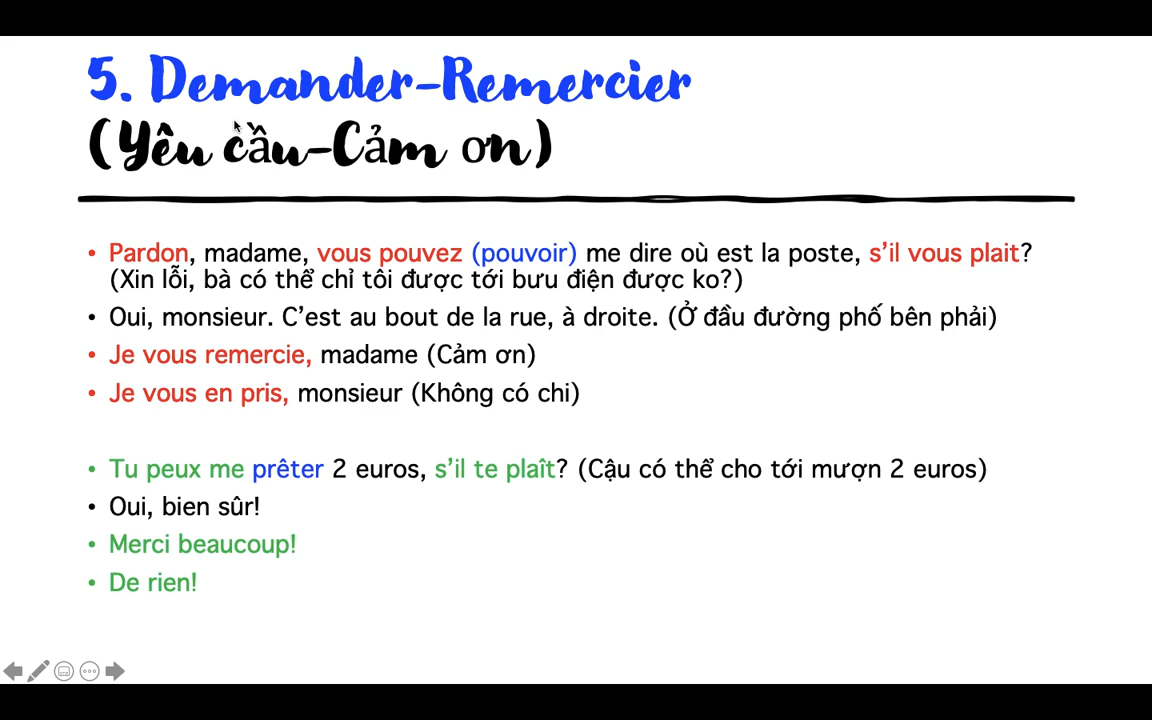 5. Demander-Remercier
(Yêu cầu-Cảm ơn)
• Pardon, madame, vous pouvez (pouvoir) me dire où est la poste, s’il vous plait?
(Xin lỗi, bà có thể chỉ tôi được tới bưu điện được ko?)
• Oui, monsieur. C’est au bout de la rue, à droite. (Ở đầu đường phố bên phải)
• Je vous remercie, madame (Cảm ơn)
• Je vous en pris, monsieur (Không có chi)
• Tu peux me prêter 2 euros, s’il te plaît? (Cậu có thể cho tới mượn 2 euros)
• Oui, bien sûr!
• Merci beaucoup!
• De rien!